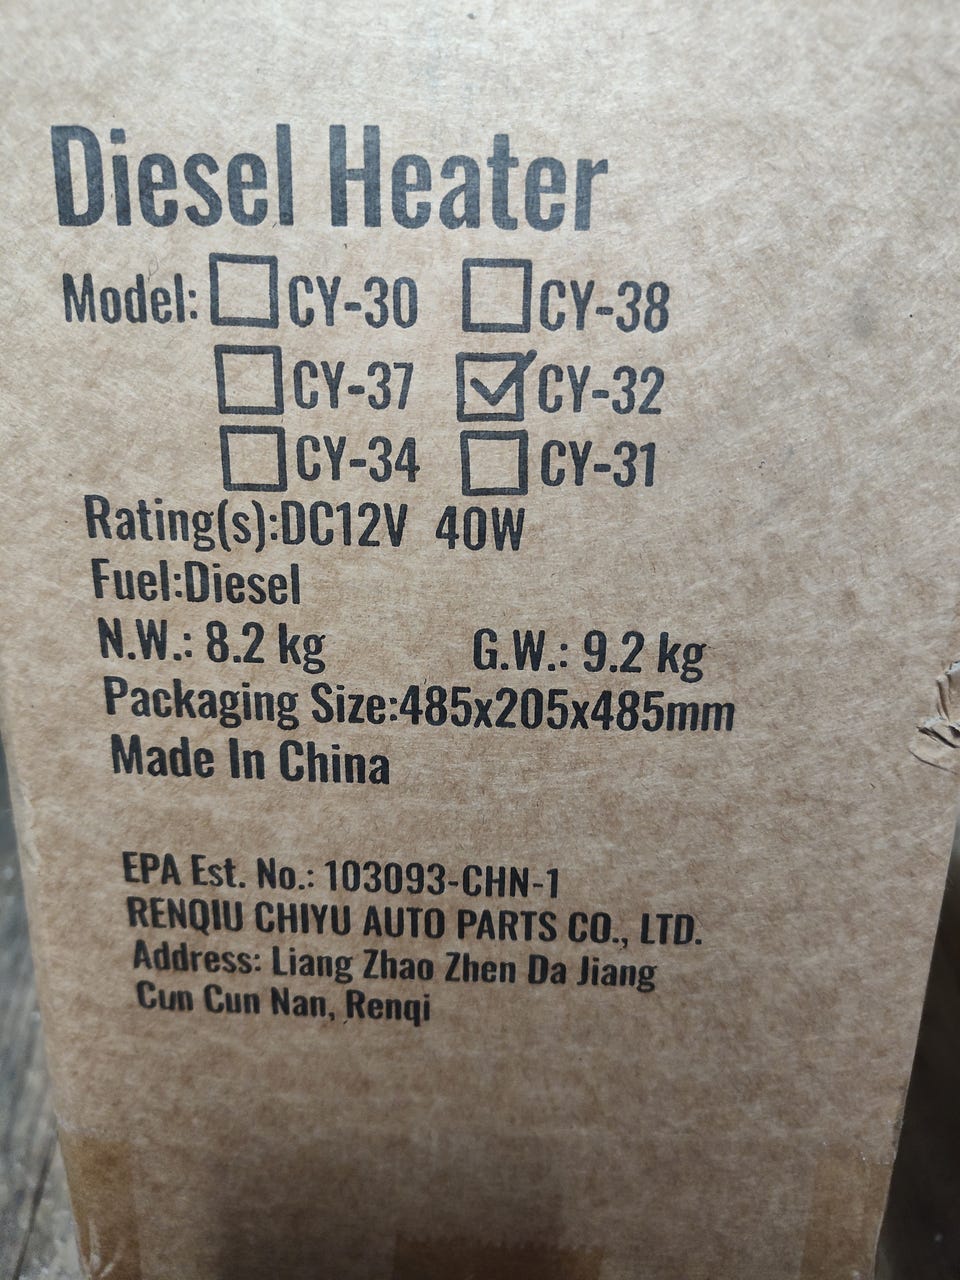 Diesel Heater
Model: ☐ CY-30 ☐ CY-38
☐ CY-37 ☑ CY-32
☐ CY-34 ☐ CY-31
Rating(s):DC12V 40W
Fuel:Diesel
N.W.: 8.2 kg G.W.: 9.2 kg
Packaging Size:485x205x485mm
Made In China
EPA Est. No.: 103093-CHN-1
RENQIU CHIYU AUTO PARTS CO., LTD.
Address: Liang Zhao Zhen Da Jiang
Cun Cun Nan, Renqi